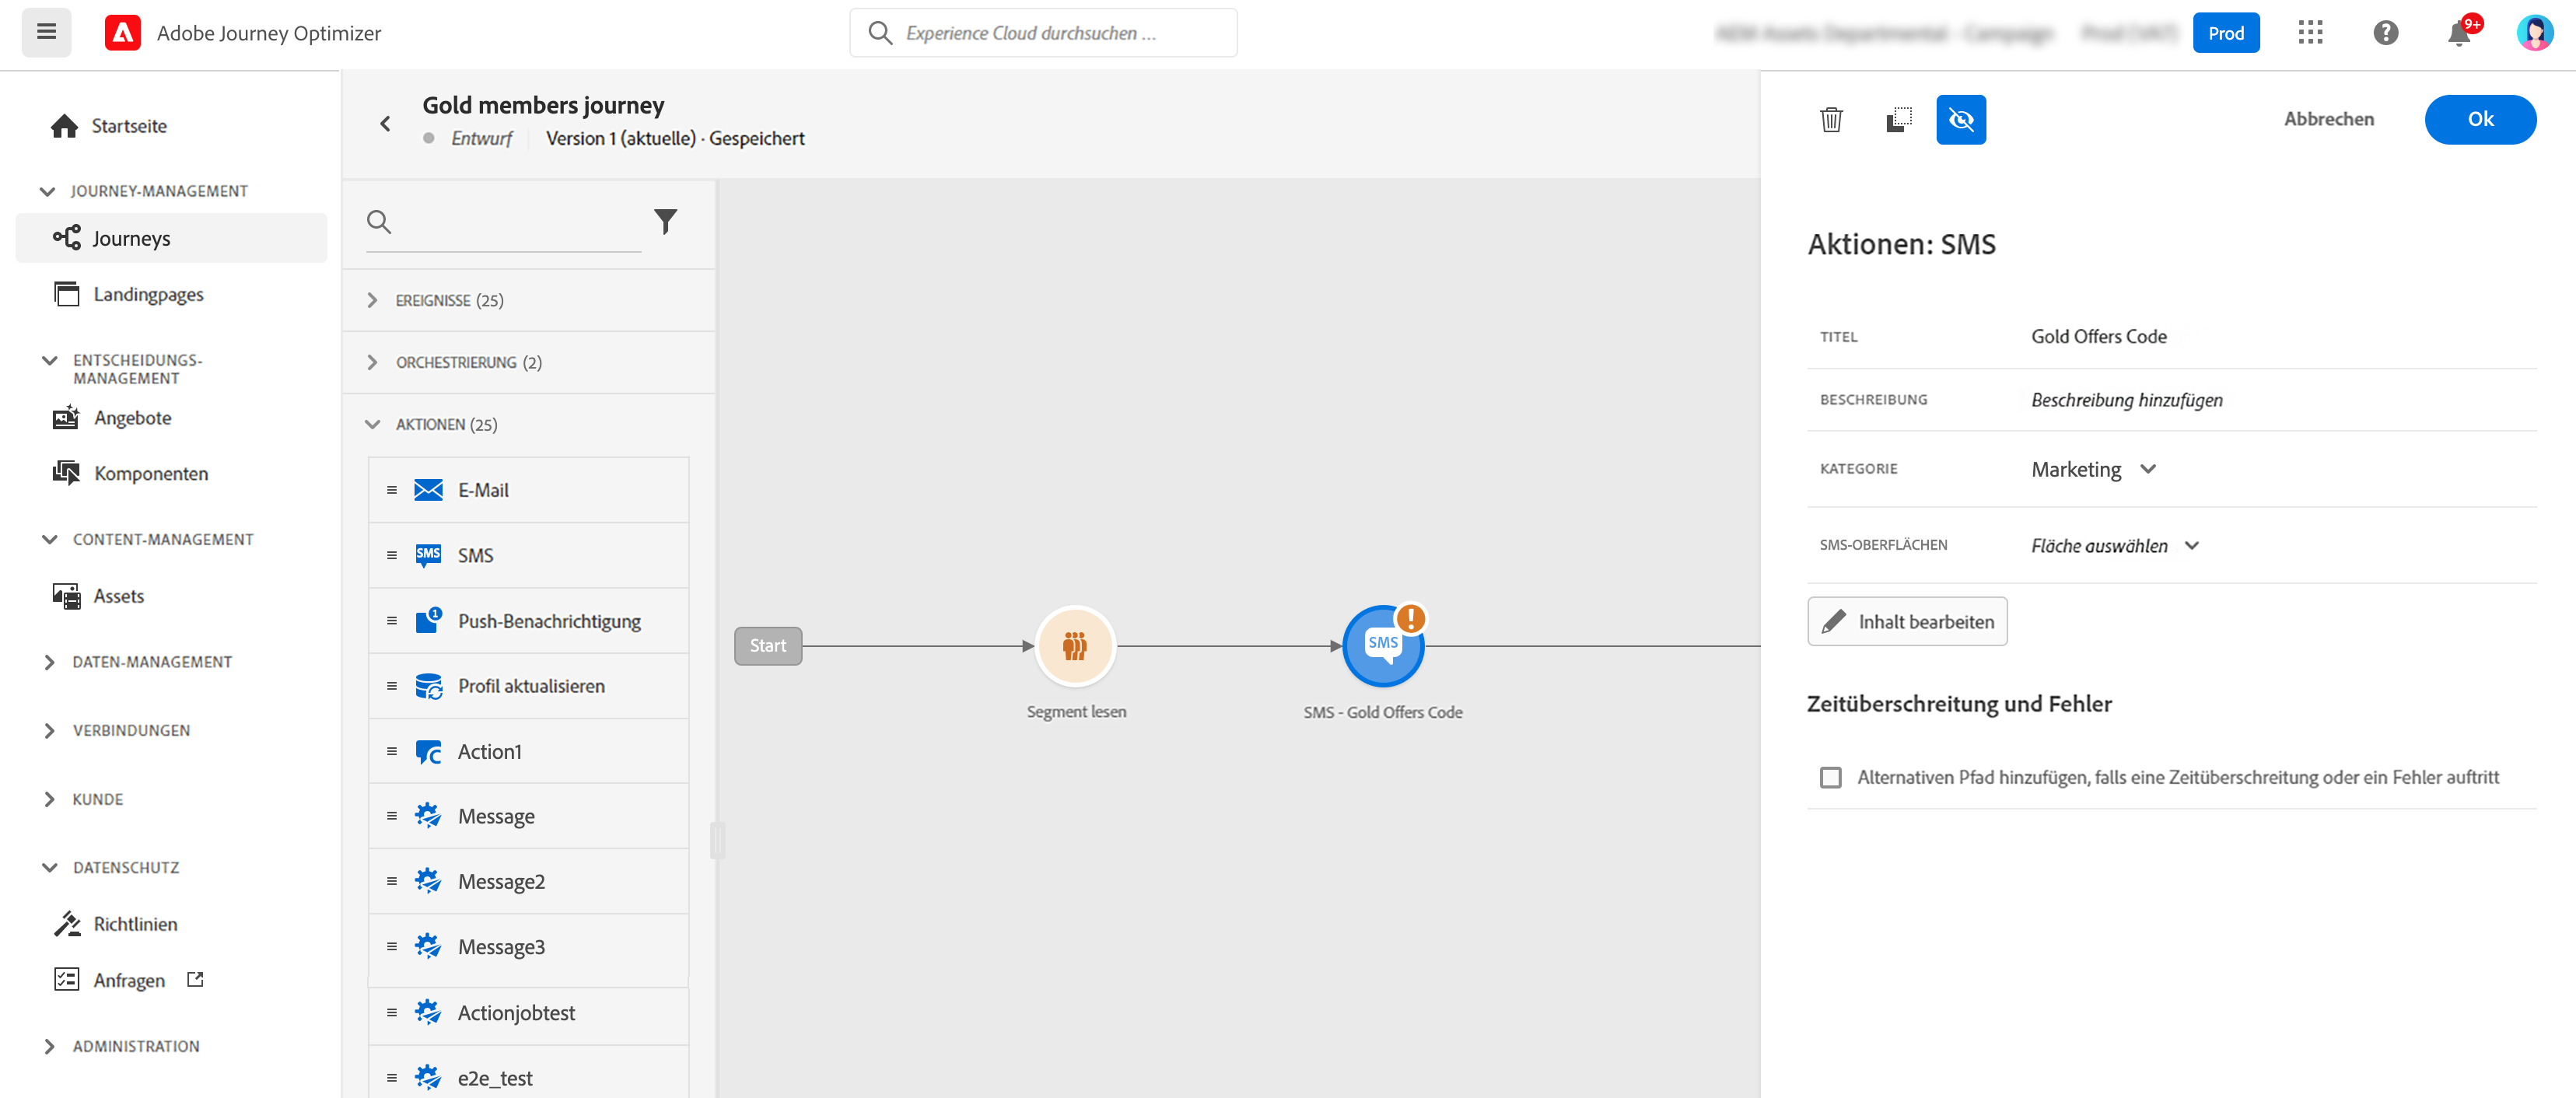 Adobe Journey Optimizer
Experience Cloud durchsuchen ...
Prod
9+
Startseite
JOURNEY-MANAGEMENT
Journeys
Landingpages
ENTSCHEIDUNGS-
MANAGEMENT
Angebote
Komponenten
CONTENT-MANAGEMENT
Assets
DATEN-MANAGEMENT
VERBINDUNGEN
KUNDE
DATENSCHUTZ
Richtlinien
Anfragen
ADMINISTRATION
Gold members journey
Entwurf Version 1 (aktuelle) · Gespeichert
EREIGNISSE (25)
ORCHESTRIERUNG (2)
AKTIONEN (25)
E-Mail
SMS SMS
1 Push-Benachrichtigung
Profil aktualisieren
Action1
Message
Message2
Message3
Actionjobtest
e2e_test
Start
Segment lesen
SMS
!
SMS - Gold Offers Code
Abbrechen
Ok
Aktionen: SMS
TITEL Gold Offers Code
BESCHREIBUNG Beschreibung hinzufügen
KATEGORIE Marketing
SMS-OBERFLÄCHEN Fläche auswählen
Inhalt bearbeiten
Zeitüberschreitung und Fehler
Alternativen Pfad hinzufügen, falls eine Zeitüberschreitung oder ein Fehler auftritt